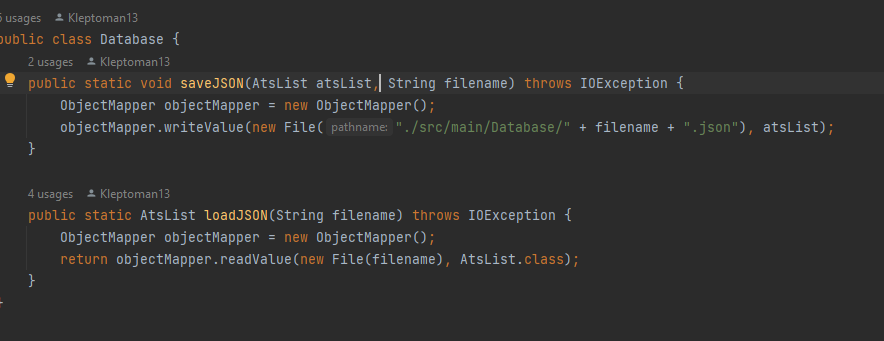 6 usages Kleptoman13
public class Database {
2 usages Kleptoman13
public static void saveJSON(AtsList atsList, String filename) throws IOException {
ObjectMapper objectMapper = new ObjectMapper();
objectMapper.writeValue(new File( pathname: "./src/main/Database/" + filename + ".json"), atsList);
}
4 usages Kleptoman13
public static AtsList loadJSON(String filename) throws IOException {
ObjectMapper objectMapper = new ObjectMapper();
return objectMapper.readValue(new File(filename), AtsList.class);
}
}